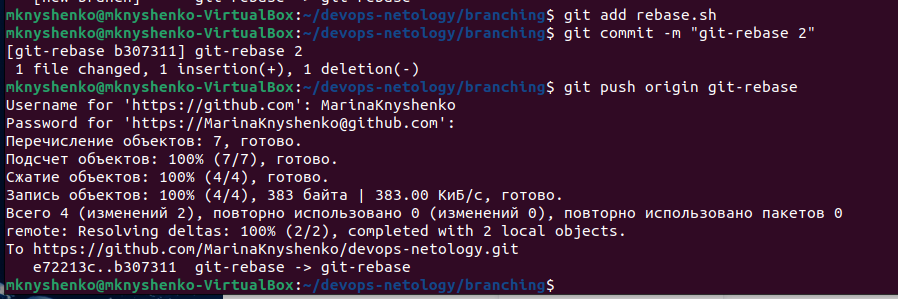 mknyshenko@mknyshenko-VirtualBox:~/devops-netology/branching$ git add rebase.sh
mknyshenko@mknyshenko-VirtualBox:~/devops-netology/branching$ git commit -m "git-rebase 2"
[git-rebase b307311] git-rebase 2
 1 file changed, 1 insertion(+), 1 deletion(-)
mknyshenko@mknyshenko-VirtualBox:~/devops-netology/branching$ git push origin git-rebase
Username for 'https://github.com': MarinaKnyshenko
Password for 'https://MarinaKnyshenko@github.com':
Перечисление объектов: 7, готово.
Подсчет объектов: 100% (7/7), готово.
Сжатие объектов: 100% (4/4), готово.
Запись объектов: 100% (4/4), 383 байта | 383.00 КиБ/с, готово.
Всего 4 (изменений 2), повторно использовано 0 (изменений 0), повторно использовано пакетов 0
remote: Resolving deltas: 100% (2/2), completed with 2 local objects.
To https://github.com/MarinaKnyshenko/devops-netology.git
   e72213c..b307311  git-rebase -> git-rebase
mknyshenko@mknyshenko-VirtualBox:~/devops-netology/branching$